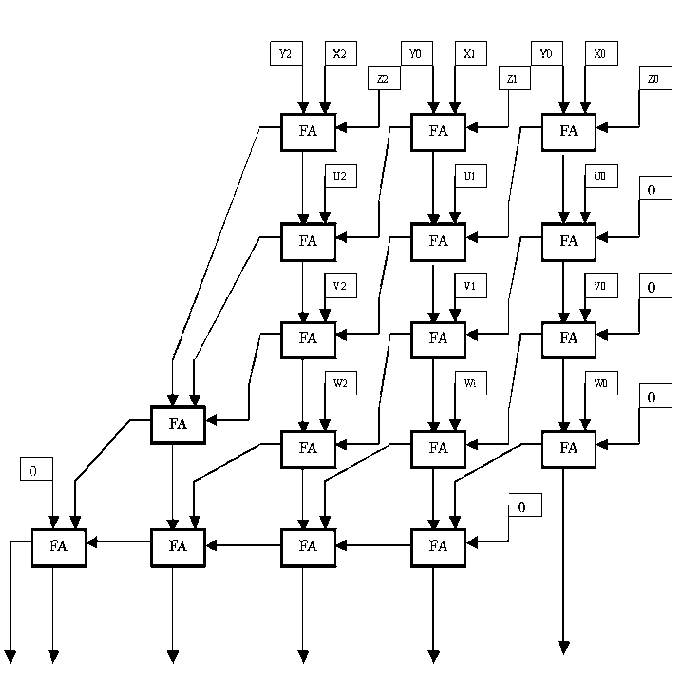 Y2 X2 Y0 X1 Y0 X0
Z2 Z1 Z0
FA FA FA
U2 U1 U0 0
FA FA FA
V2 V1 V0 0
FA FA FA
W2 W1 W0 0
FA
FA FA FA
0
0
FA FA FA FA